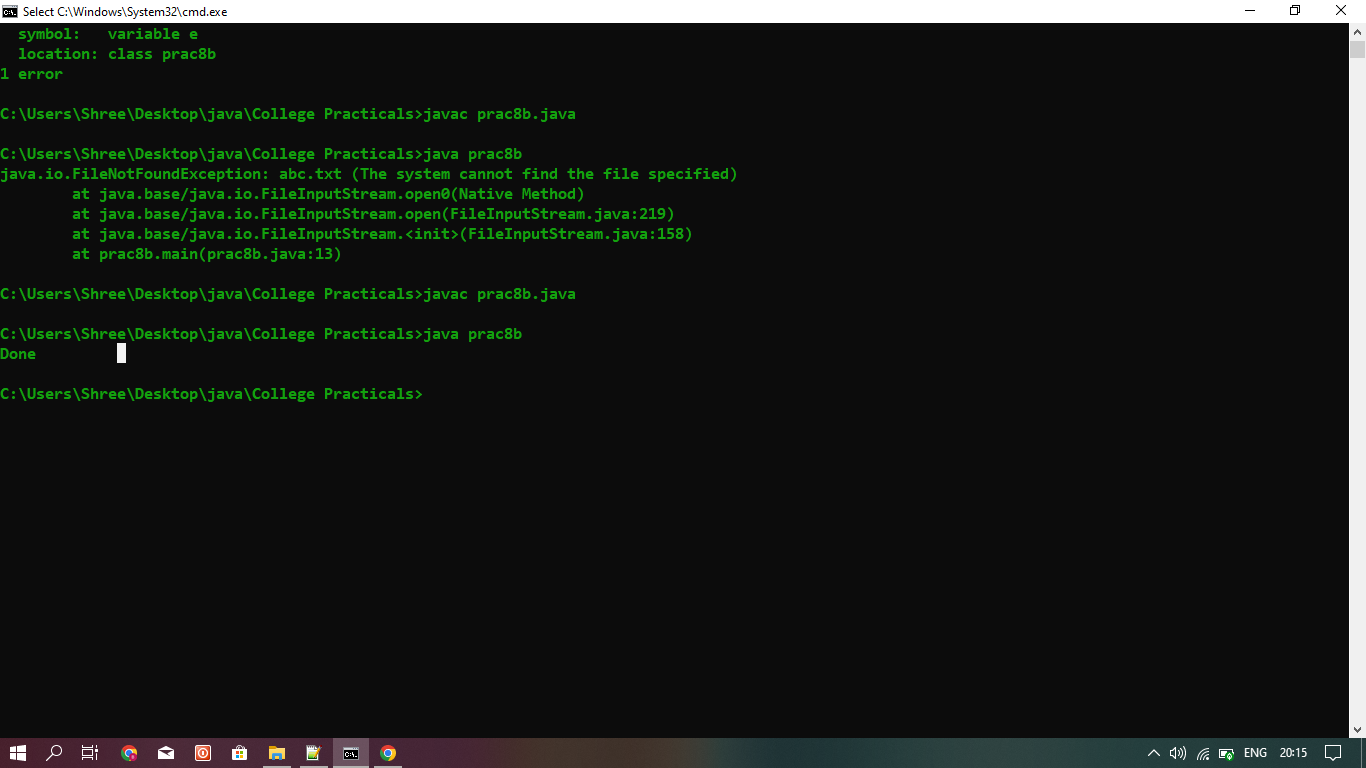 Select C:\Windows\System32\cmd.exe
  symbol:   variable e
  location: class prac8b
1 error
C:\Users\Shree\Desktop\java\College Practicals>javac prac8b.java
C:\Users\Shree\Desktop\java\College Practicals>java prac8b
java.io.FileNotFoundException: abc.txt (The system cannot find the file specified)
        at java.base/java.io.FileInputStream.open0(Native Method)
        at java.base/java.io.FileInputStream.open(FileInputStream.java:219)
        at java.base/java.io.FileInputStream.<init>(FileInputStream.java:158)
        at prac8b.main(prac8b.java:13)
C:\Users\Shree\Desktop\java\College Practicals>javac prac8b.java
C:\Users\Shree\Desktop\java\College Practicals>java prac8b
Done
C:\Users\Shree\Desktop\java\College Practicals>
ENG 20:15